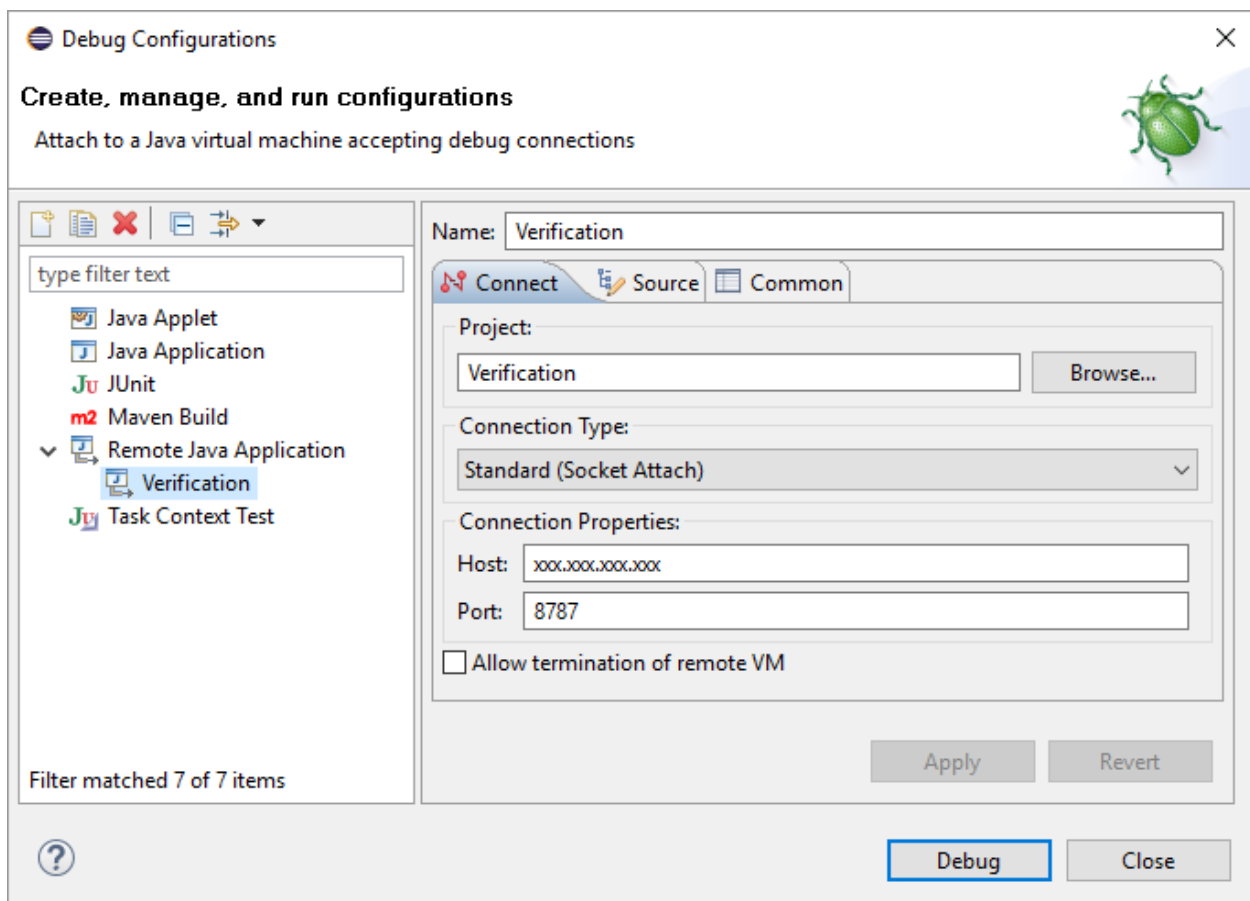 Debug Configurations
Create, manage, and run configurations
Attach to a Java virtual machine accepting debug connections
type filter text
Java Applet
Java Application
JU JUnit
m2 Maven Build
Remote Java Application
Verification
JU Task Context Test
Filter matched 7 of 7 items
Name: Verification
Connect Source Common
Project:
Verification Browse...
Connection Type:
Standard (Socket Attach)
Connection Properties:
Host: xxx.xxx.xxx.xxx
Port: 8787
Allow termination of remote VM
Apply Revert
? Debug Close